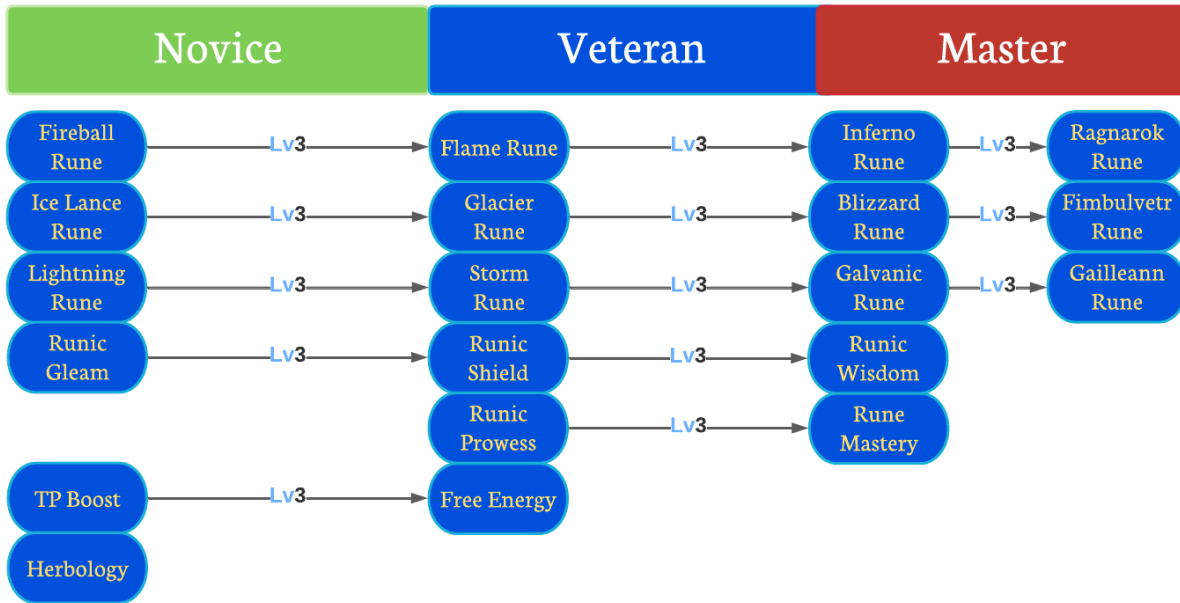 Novice Veteran Master
Fireball
Rune
Lv3
Flame Rune
Lv3
Inferno
Rune
Lv3
Ragnarok
Rune
Ice Lance
Rune
Lv3
Glacier
Rune
Lv3
Blizzard
Rune
Lv3
Fimbulvetr
Rune
Lightning
Rune
Lv3
Storm
Rune
Lv3
Galvanic
Rune
Lv3
Gailleann
Rune
Runic
Gleam
Lv3
Runic
Shield
Lv3
Runic
Wisdom
Runic
Prowess
Lv3
Rune
Mastery
TP Boost
Lv3
Free Energy
Herbology